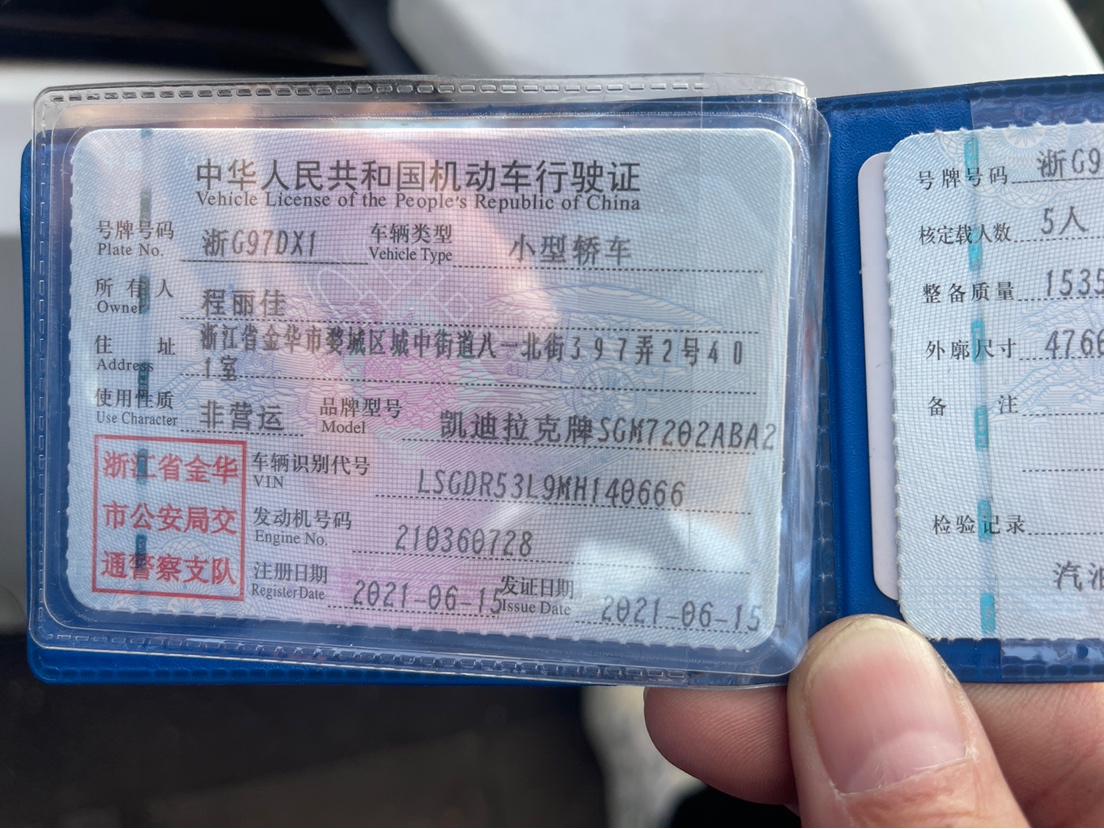 中华人民共和国机动车行驶证
Vehicle License of the People's Republic of China
号牌号码 浙G97DX1 车辆类型 小型轿车
Plate No. Vehicle Type
所有人 程丽佳
Owner
住址 浙江省金华市婺城区城中街道八一北街397弄2号40
Address 1室
使用性质 非营运 品牌型号 凯迪拉克牌SGM7202ABA2
Use Character Model
浙江省金华
市公安局交
通警察支队
车辆识别代号 LSGDR53L9MH140666
VIN
发动机号码 210360728
Engine No.
注册日期 2021-06-15 发证日期 2021-06-15
Register Date Issue Date
号牌号码 浙G9
核定载人数 5人
整备质量 1535
外廓尺寸 4766
备注
检验记录
汽油